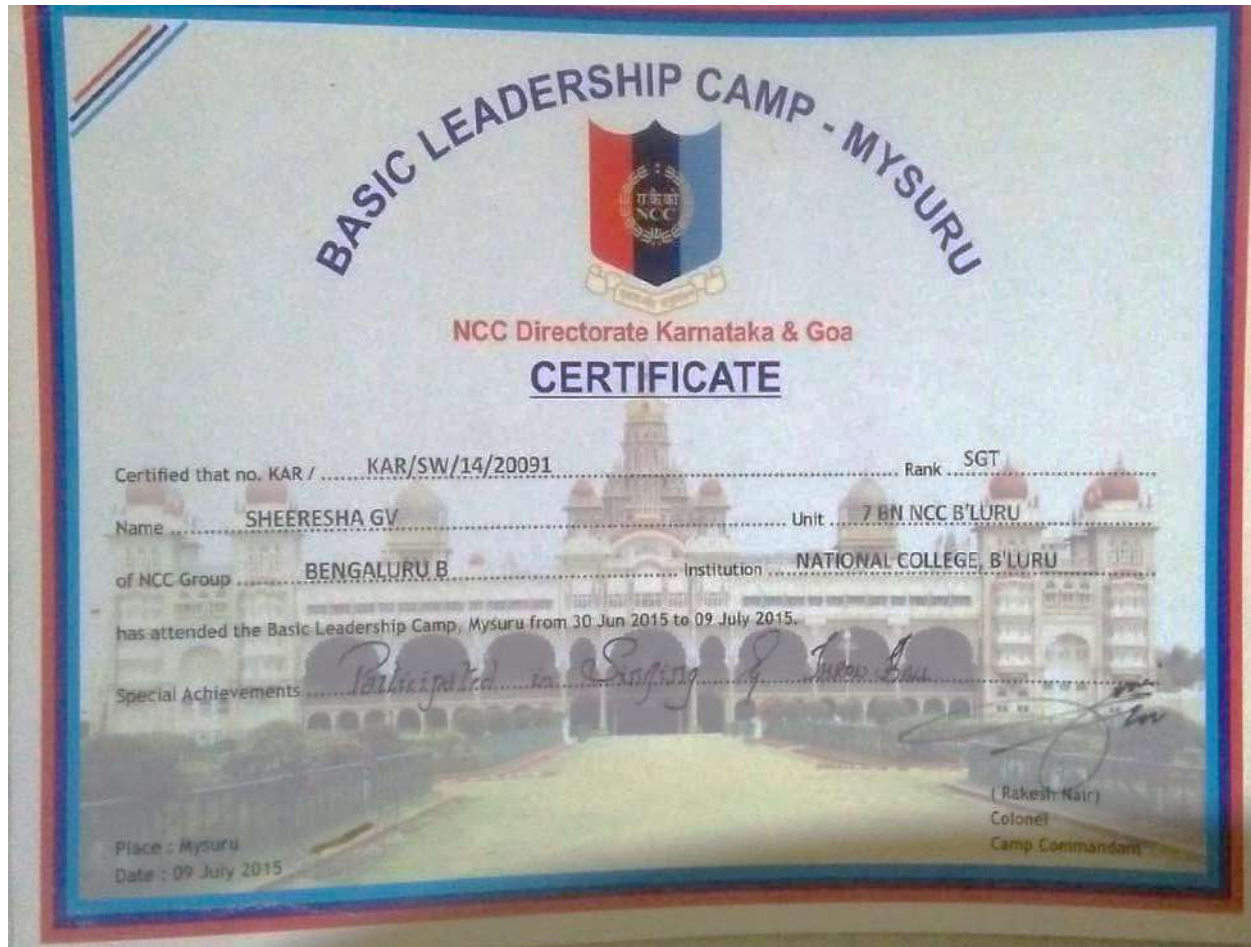 BASIC LEADERSHIP CAMP - MYSURU
रा.कै.को
NCC
NCC Directorate Karnataka & Goa
CERTIFICATE
Certified that no. KAR / ...... KAR/SW/14/20091 ...... Rank ... SGT ......
Name ...... SHEERESHA GV ...... Unit ...... 7 BN NCC B'LURU ......
of NCC Group ...... BENGALURU B ...... Institution ...... NATIONAL COLLEGE, B'LURU ......
has attended the Basic Leadership Camp, Mysuru from 30 Jun 2015 to 09 July 2015.
Special Achievements ...... Participated in Singing & Throw Ball ......
( Rakesh Nair)
Colonel
Camp Commandant
Place : Mysuru
Date : 09 July 2015